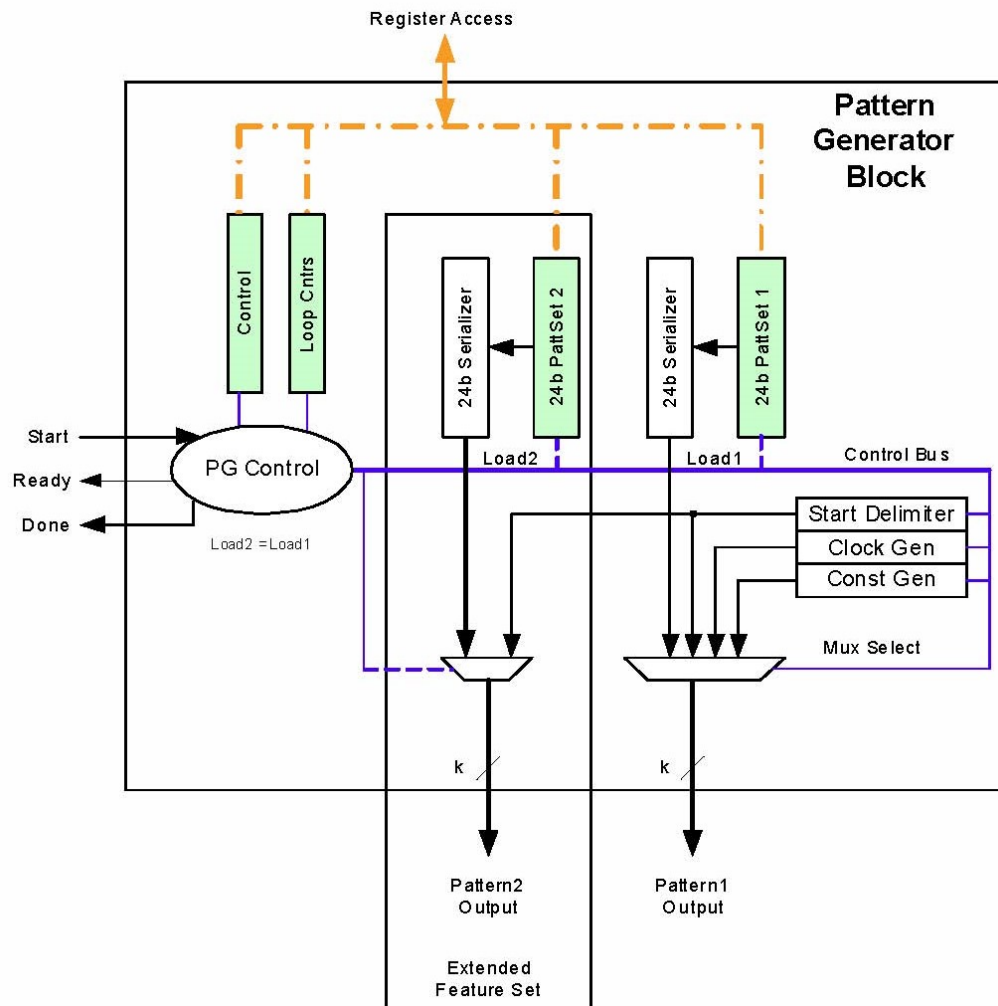 Register Access
Pattern
Generator
Block
Control
Loop Cntrs
24b Serializer
24b PattSet 2
24b Serializer
24b PattSet 1
Start
Ready
Done
PG Control
Load2 =Load1
Load2
Load1
Control Bus
Start Delimiter
Clock Gen
Const Gen
Mux Select
k
k
Pattern2
Output
Pattern1
Output
Extended
Feature Set